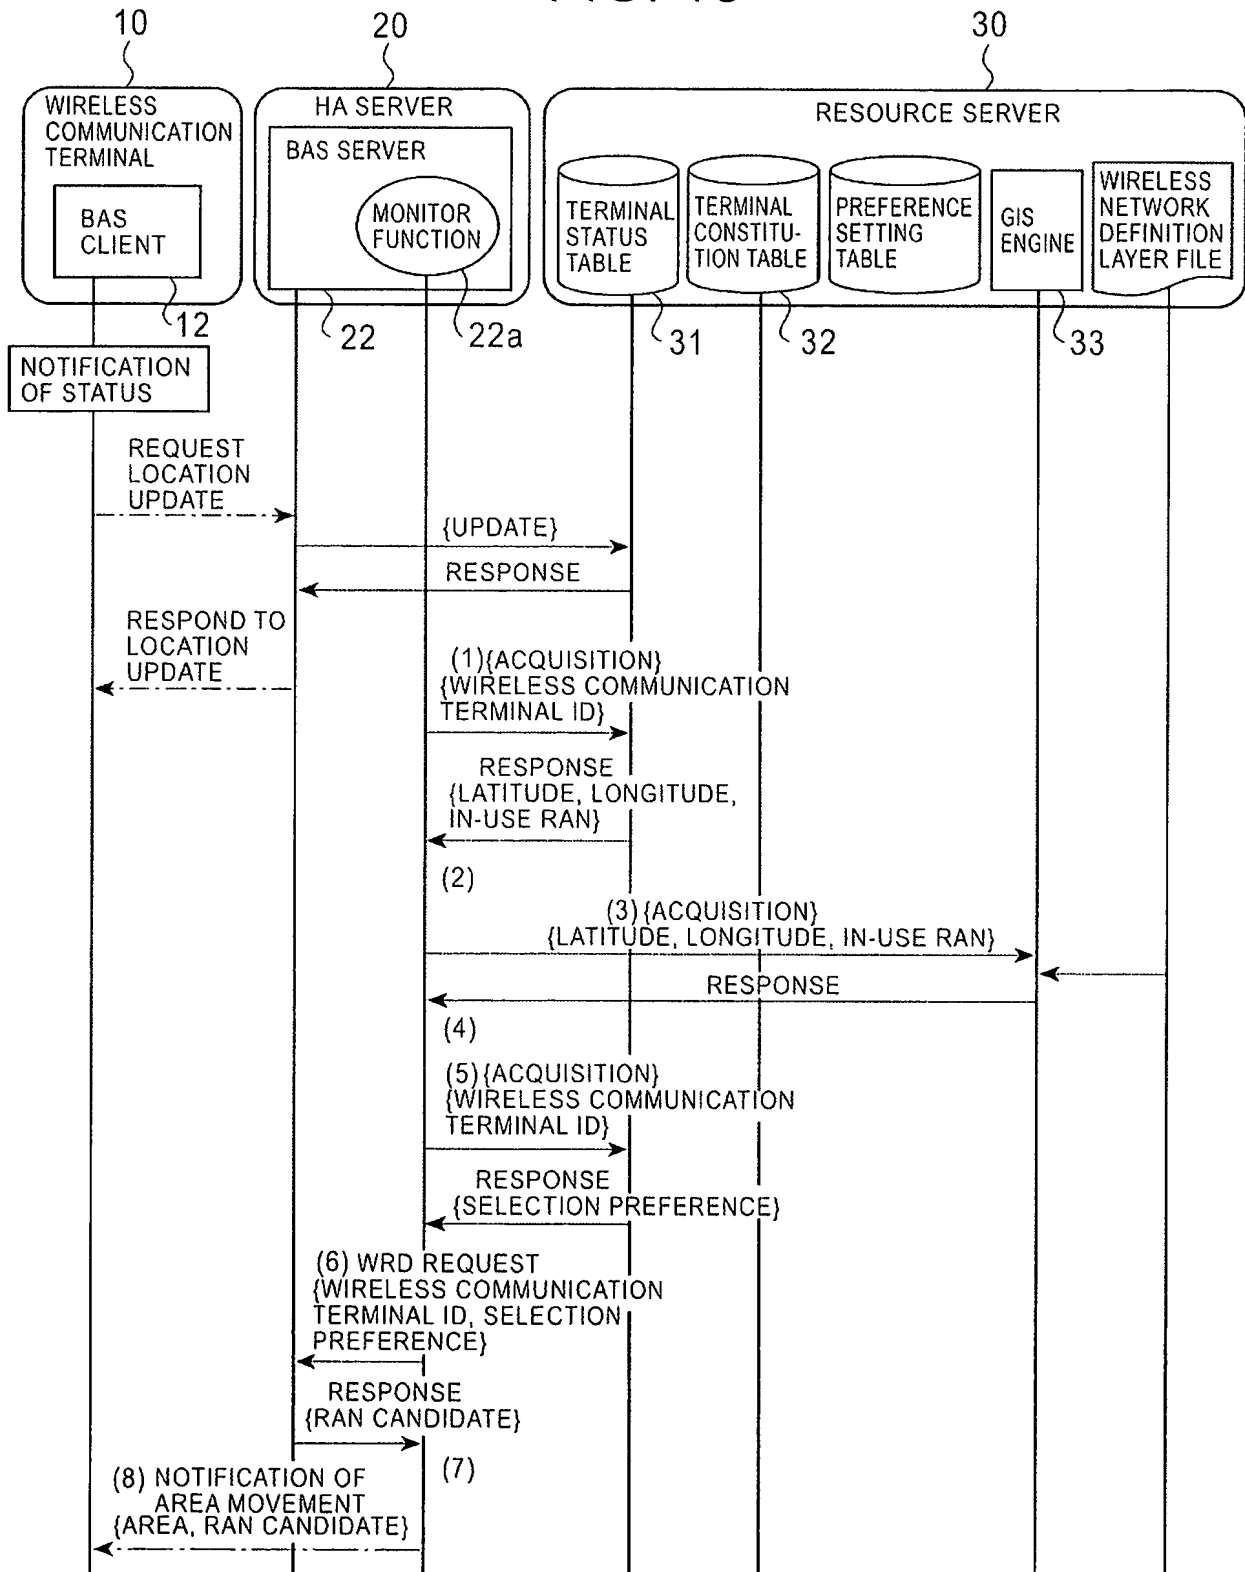 10
20
30
WIRELESS
COMMUNICATION
TERMINAL
BAS
CLIENT
12
HA SERVER
BAS SERVER
MONITOR
FUNCTION
22
22a
RESOURCE SERVER
TERMINAL
STATUS
TABLE
31
TERMINAL
CONSTITU-
TION TABLE
32
PREFERENCE
SETTING
TABLE
GIS
ENGINE
33
WIRELESS
NETWORK
DEFINITION
LAYER FILE
NOTIFICATION
OF STATUS
REQUEST
LOCATION
UPDATE
{UPDATE}
RESPONSE
RESPOND TO
LOCATION
UPDATE
(1){ACQUISITION}
{WIRELESS COMMUNICATION
TERMINAL ID}
RESPONSE
{LATITUDE, LONGITUDE,
IN-USE RAN}
(2)
(3){ACQUISITION}
{LATITUDE, LONGITUDE, IN-USE RAN}
RESPONSE
(4)
(5){ACQUISITION}
{WIRELESS COMMUNICATION
TERMINAL ID}
RESPONSE
{SELECTION PREFERENCE}
(6) WRD REQUEST
{WIRELESS COMMUNICATION
TERMINAL ID, SELECTION
PREFERENCE}
RESPONSE
{RAN CANDIDATE}
(7)
(8) NOTIFICATION OF
AREA MOVEMENT
{AREA, RAN CANDIDATE}